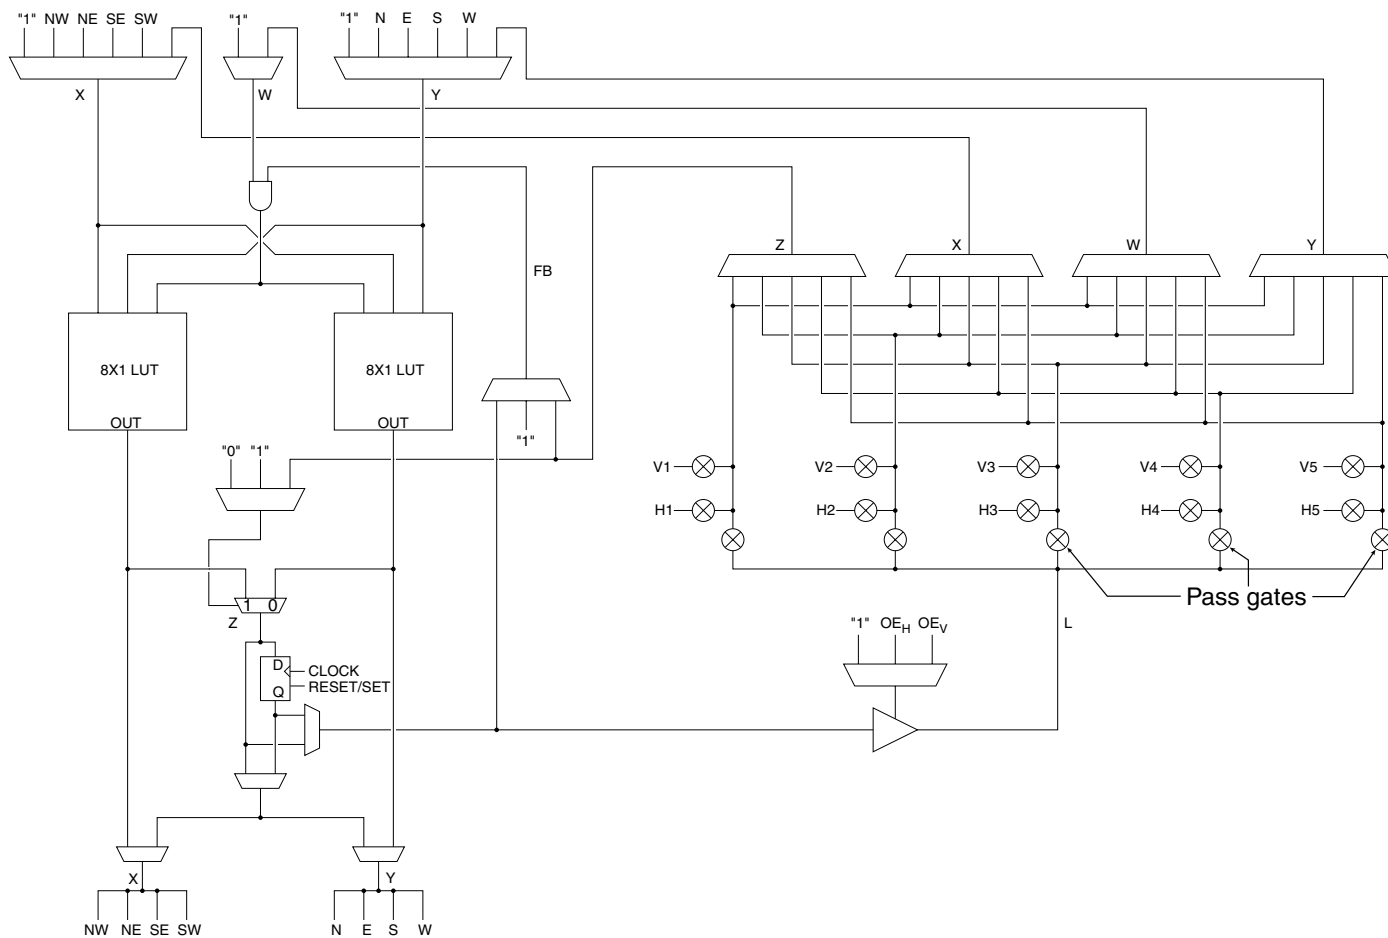 "1" NW NE SE SW "1" "1" N E S W
X W Y
Z X W Y
FB
8X1 LUT 8X1 LUT
OUT OUT
"1"
"0" "1"
V1 V2 V3 V4 V5
H1 H2 H3 H4 H5
Pass gates
1 0
Z
"1" OEH OEV
L
D
CLOCK
Q
RESET/SET
X Y
NW NE SE SW N E S W